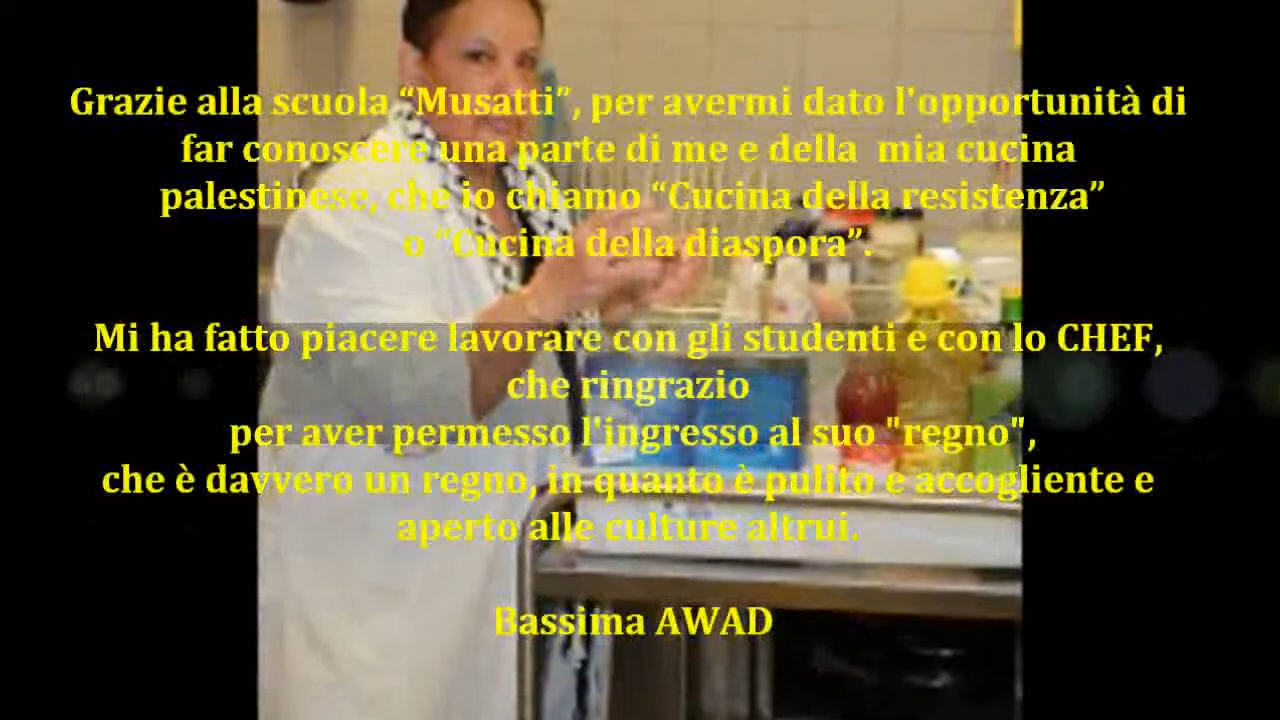 Grazie alla scuola “Musatti”, per avermi dato l'opportunità di
far conoscere una parte di me e della mia cucina
palestinese, che io chiamo “Cucina della resistenza”
o “Cucina della diaspora”.
Mi ha fatto piacere lavorare con gli studenti e con lo CHEF,
che ringrazio
per aver permesso l'ingresso al suo "regno",
che è davvero un regno, in quanto è pulito e accogliente e
aperto alle culture altrui.
Bassima AWAD